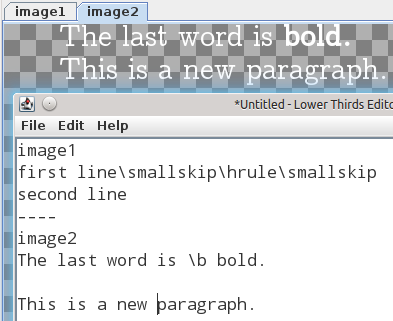 image1 image2
The last word is bold.
This is a new paragraph.
*Untitled - Lower Thirds Edito
File Edit Help
image1
first line\smallskip\hrule\smallskip
second line
----
image2
The last word is \b bold.
This is a new paragraph.